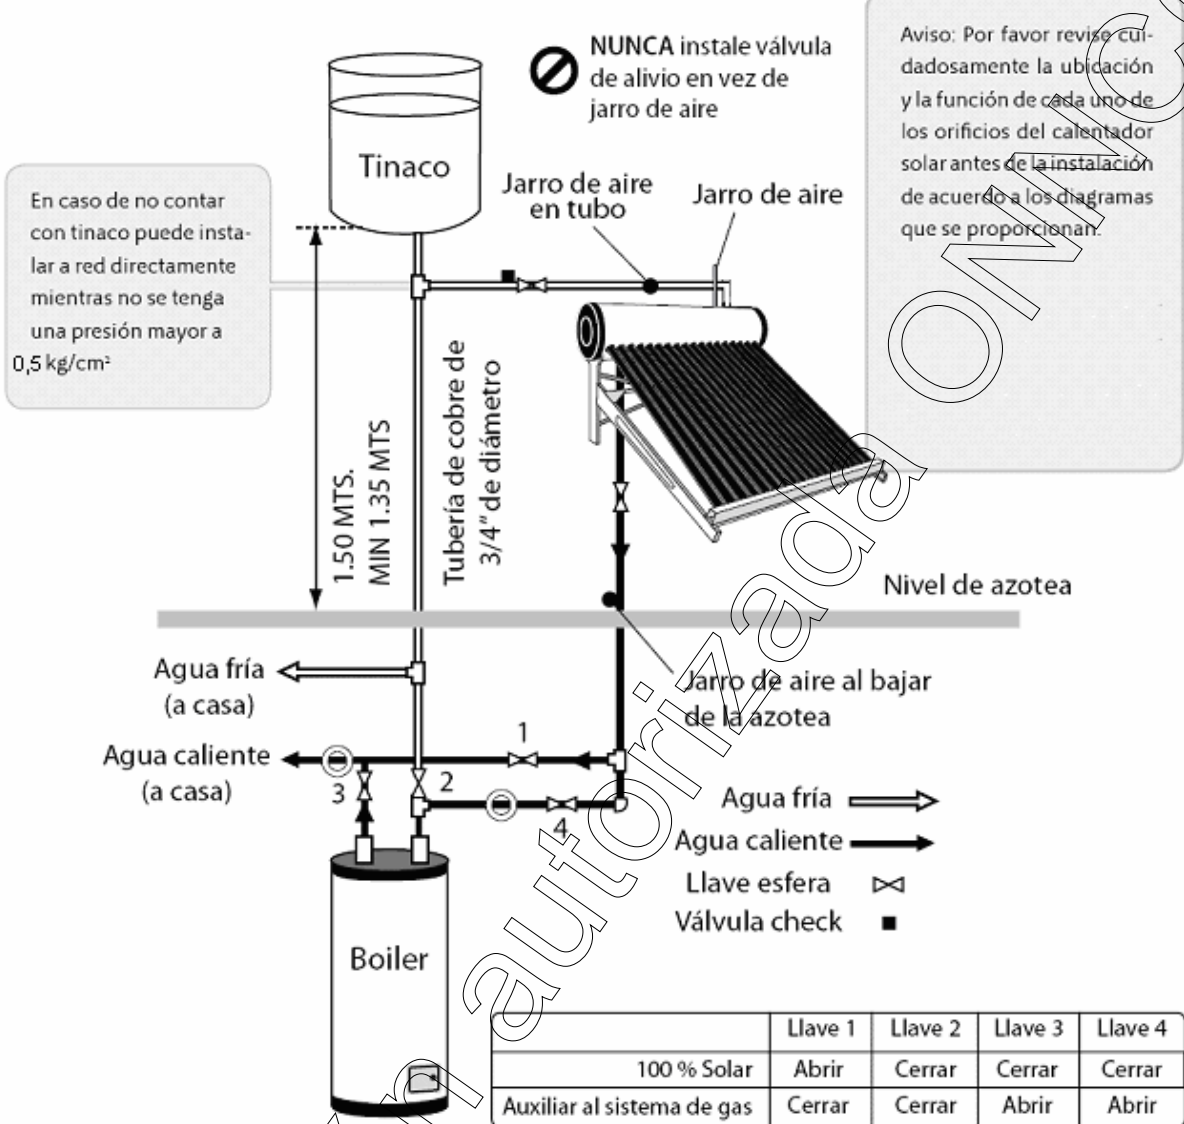 NUNCA instale válvula
de alivio en vez de
jarro de aire
Aviso: Por favor revise cui-
dadosamente la ubicación
y la función de cada uno de
los orificios del calentador
solar antes de la instalación
de acuerdo a los diagramas
que se proporcionan.
Tinaco
En caso de no contar
con tinaco puede insta-
lar a red directamente
mientras no se tenga
una presión mayor a
0,5 kg/cm²
Jarro de aire
en tubo
Jarro de aire
1.50 MTS.
MIN 1.35 MTS
Tubería de cobre de
3/4" de diámetro
Nivel de azotea
Agua fría
(a casa)
Jarro de aire al bajar
de la azotea
Agua caliente
(a casa)
1
2
3
4
Agua fría
Agua caliente
Llave esfera
Válvula check
Boiler
Llave 1 Llave 2 Llave 3 Llave 4
100 % Solar Abrir Cerrar Cerrar Cerrar
Auxiliar al sistema de gas Cerrar Cerrar Abrir Abrir
autorizada ONNC